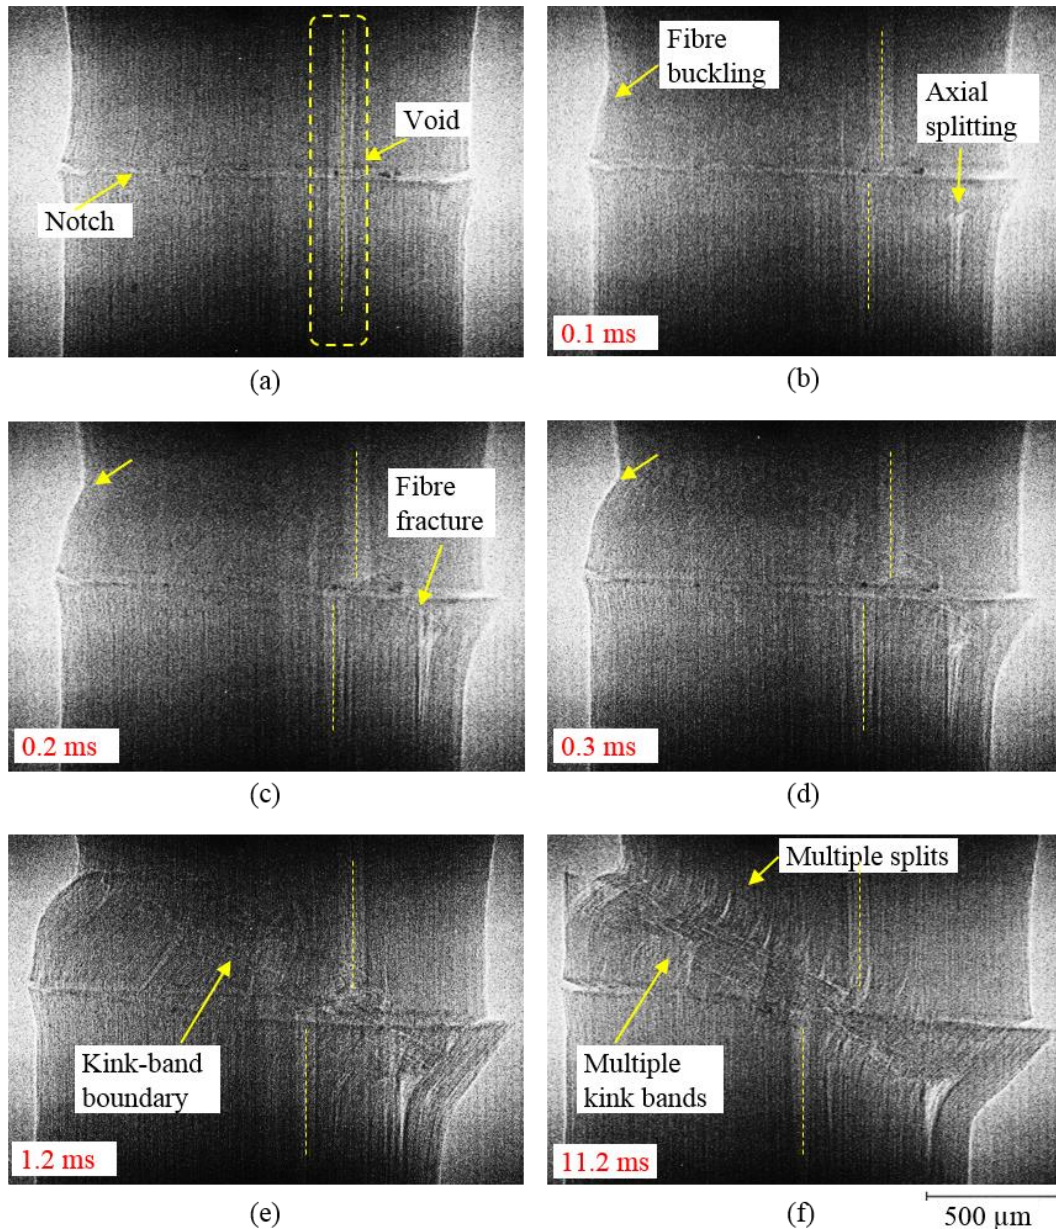 Void
Notch
(a)
Fibre
buckling
Axial
splitting
0.1 ms
(b)
Fibre
fracture
0.2 ms
(c)
0.3 ms
(d)
Kink-band
boundary
1.2 ms
(e)
Multiple splits
Multiple
kink bands
11.2 ms
(f)
500 µm